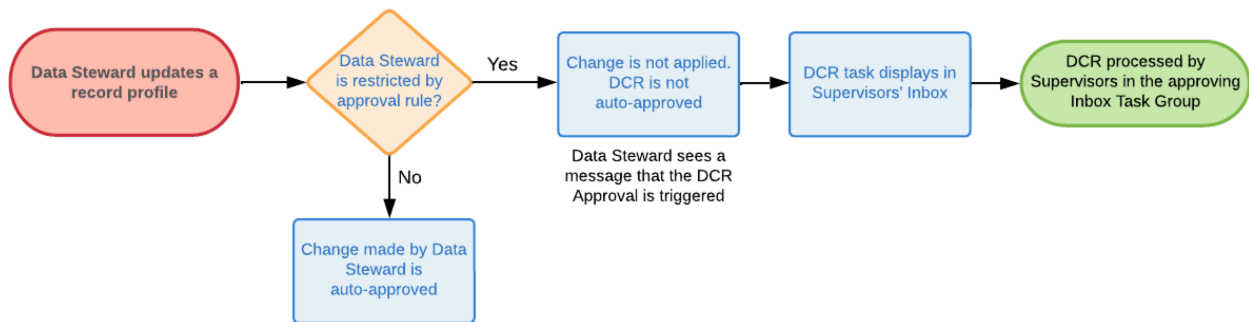 Data Steward updates a
record profile
Data Steward
is restricted by
approval rule?
Yes
Change is not applied.
DCR is not
auto-approved
DCR task displays in
Supervisors' Inbox
DCR processed by
Supervisors in the approving
Inbox Task Group
Data Steward sees a
message that the DCR
Approval is triggered
No
Change made by Data
Steward is
auto-approved